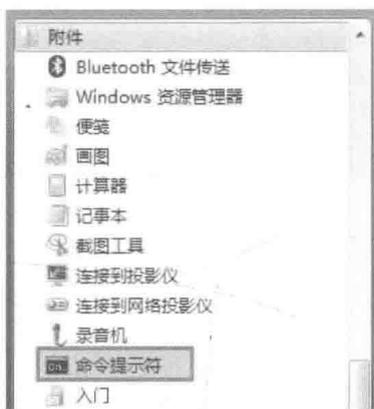 附件
Bluetooth 文件传送
Windows 资源管理器
便笺
画图
计算器
记事本
截图工具
连接到投影仪
连接到网络投影仪
录音机
命令提示符
入门